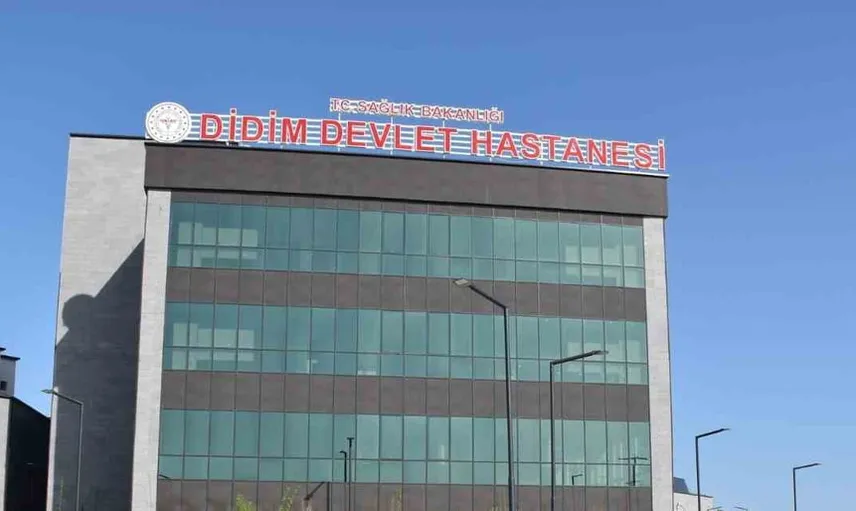 T.C. SAĞLIK BAKANLIĞI
DİDİM DEVLET HASTANESİ